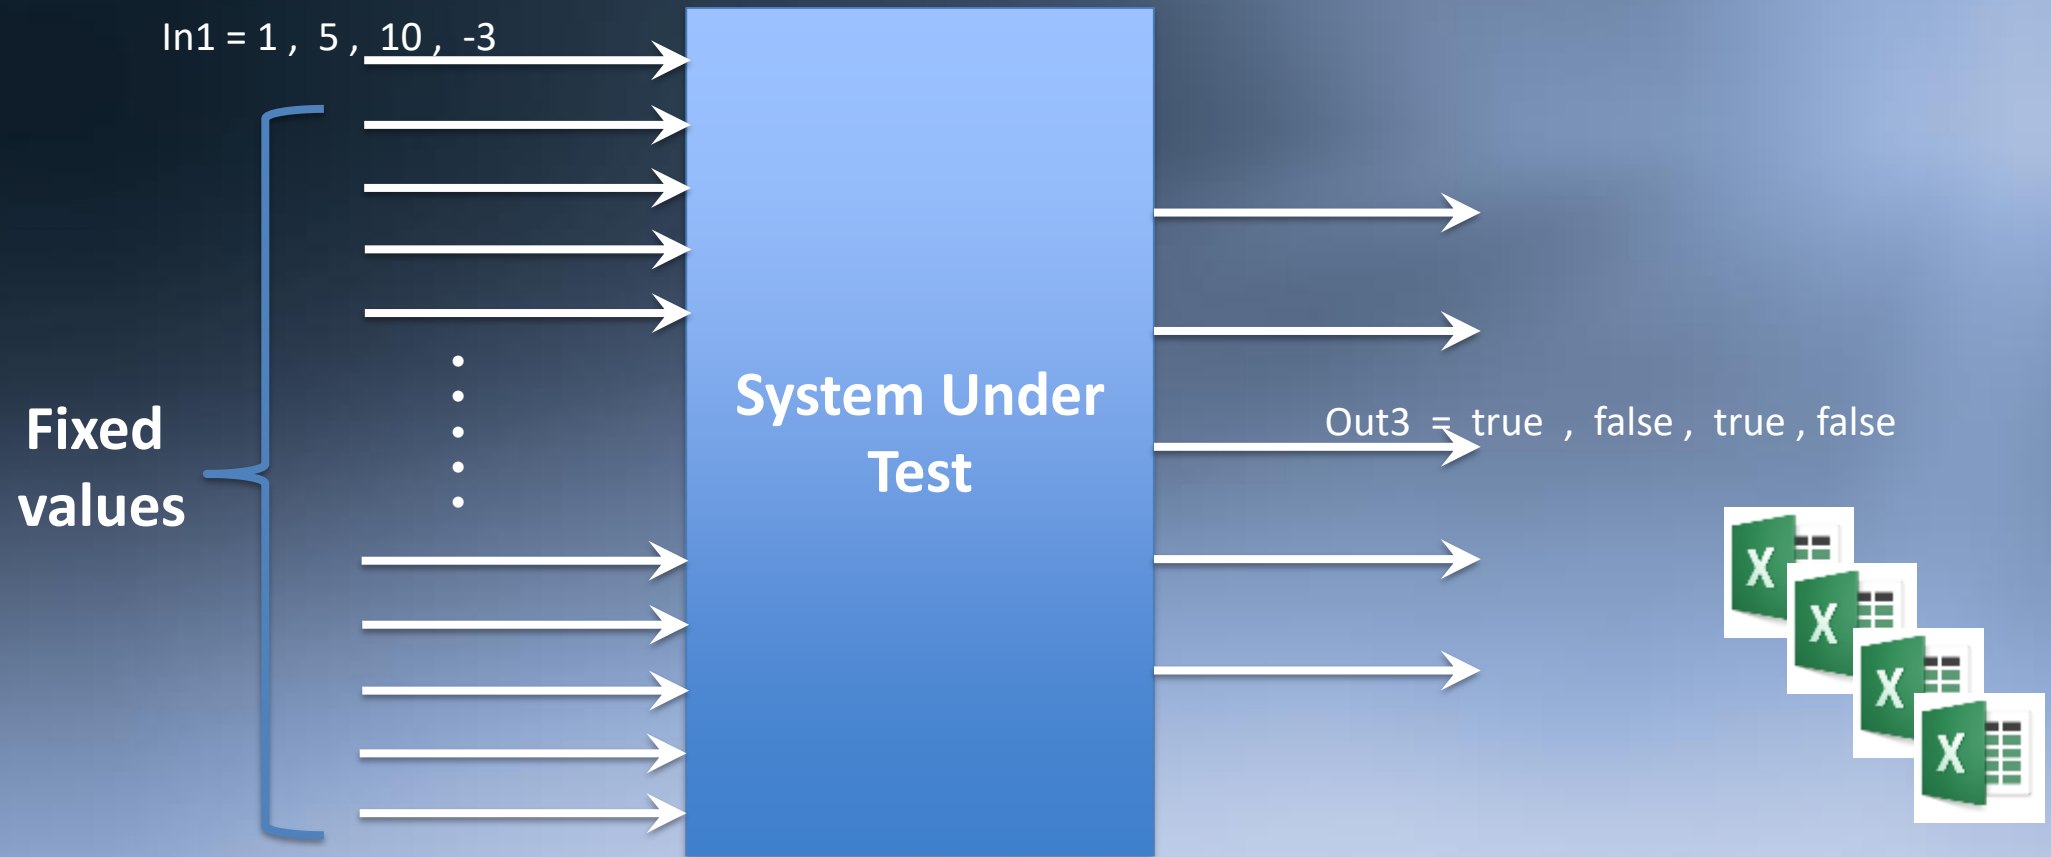 In1 = 1 , 5 , 10 , -3
Fixed
values
System Under
Test
Out3 = true , false , true , false
X
X
X
X